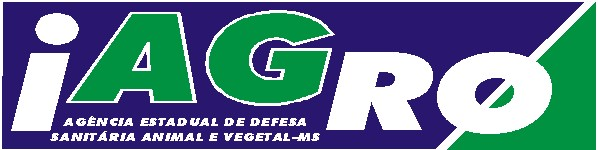 iAGRO
AGÊNCIA ESTADUAL DE DEFESA
SANITÁRIA ANIMAL E VEGETAL-MS